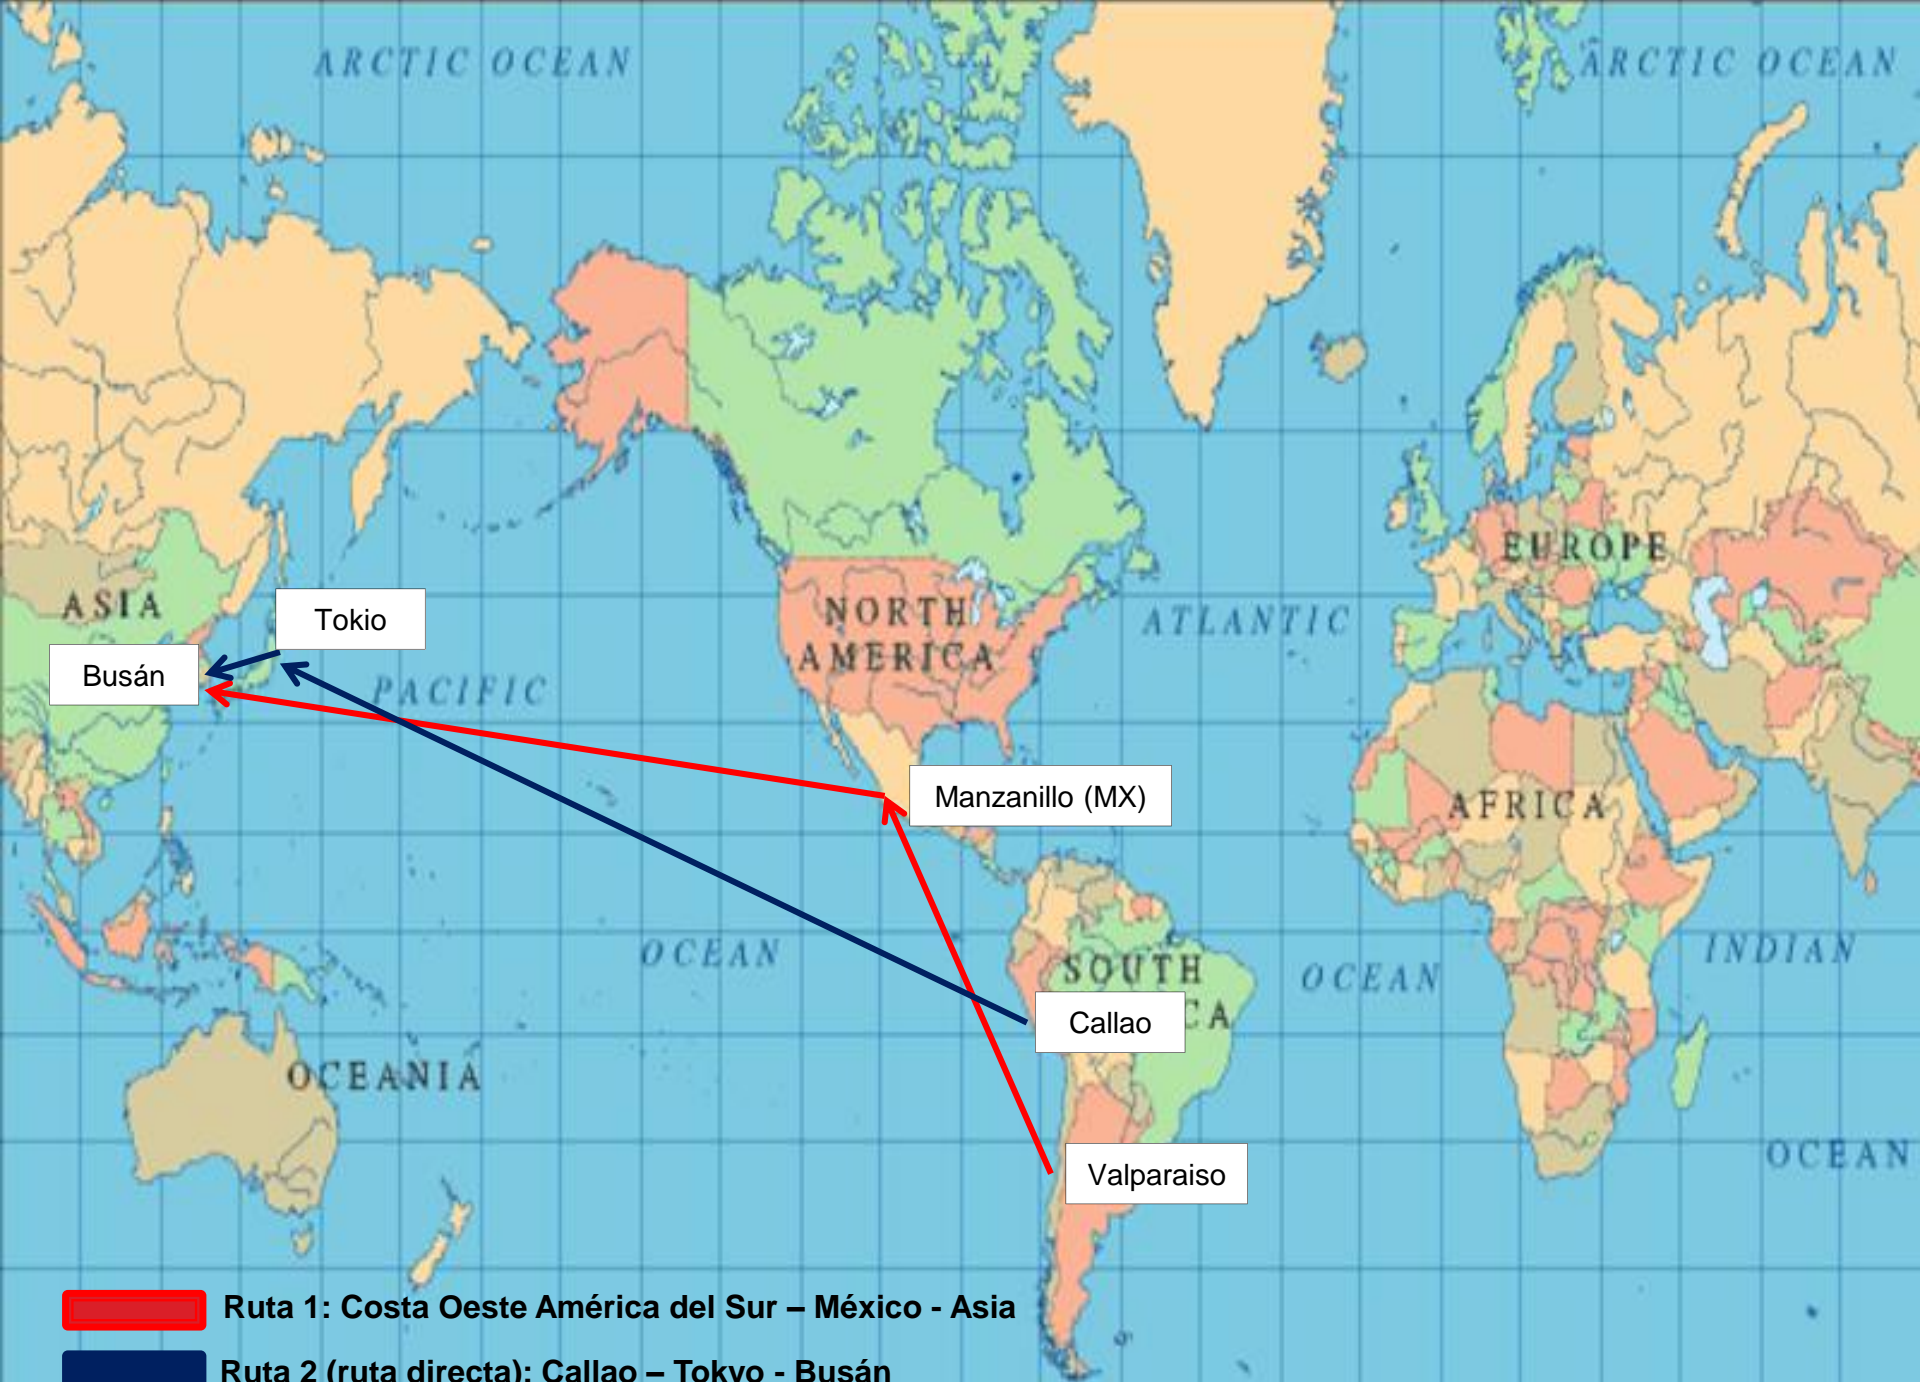 ARCTIC OCEAN
ARCTIC OCEAN
EUROPE
ASIA
Tokio
NORTH
AMERICA
ATLANTIC
Busán
PACIFIC
Manzanillo (MX)
AFRICA
OCEAN
SOUTH
CA
OCEAN
INDIAN
Callao
OCEANIA
OCEAN
Valparaiso
Ruta 1: Costa Oeste América del Sur – México - Asia
Ruta 2 (ruta directa): Callao – Tokyo - Busán